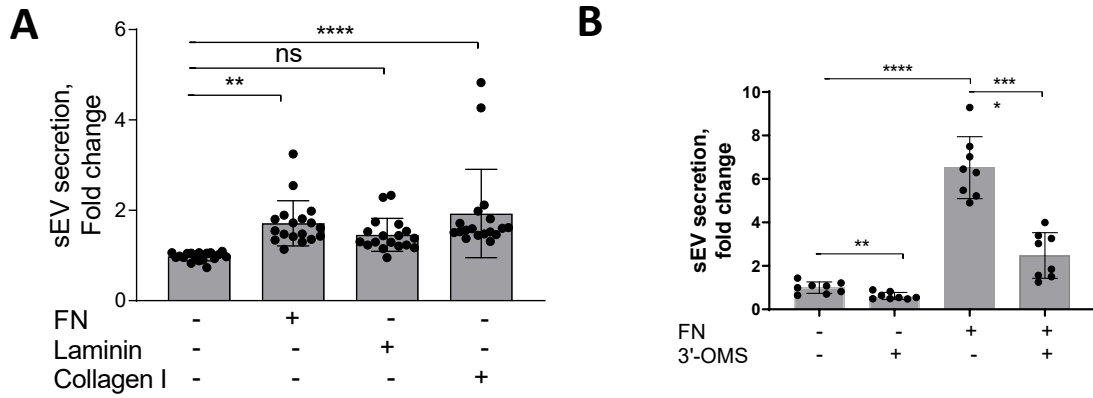 A
sEV secretion,
Fold change
6
4
2
0
****
ns
**
FN - + - -
Laminin - - + -
Collagen I - - - +
B
sEV secretion,
fold change
10
8
6
4
2
0
****
***
*
**
FN - - + +
3'-OMS - + - +